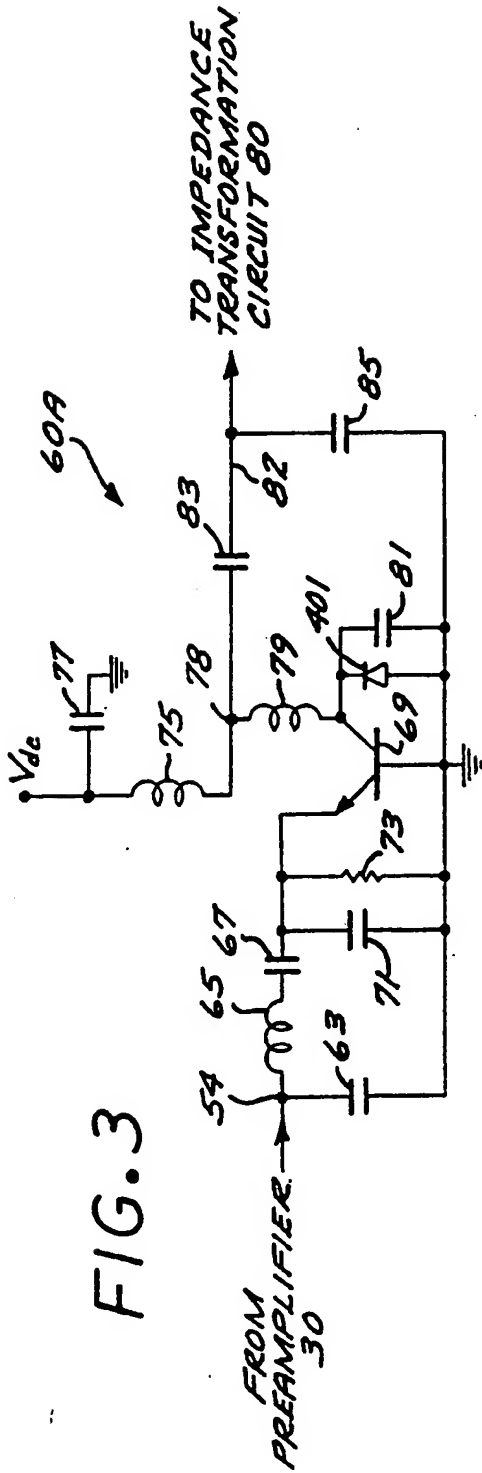 FIG.3
60A
Vdc
77
75
78
83
82
TO IMPEDANCE
TRANSFORMATION
CIRCUIT 80
79
401
85
81
69
54
65
67
63
71
73
FROM
PREAMPLIFIER
30